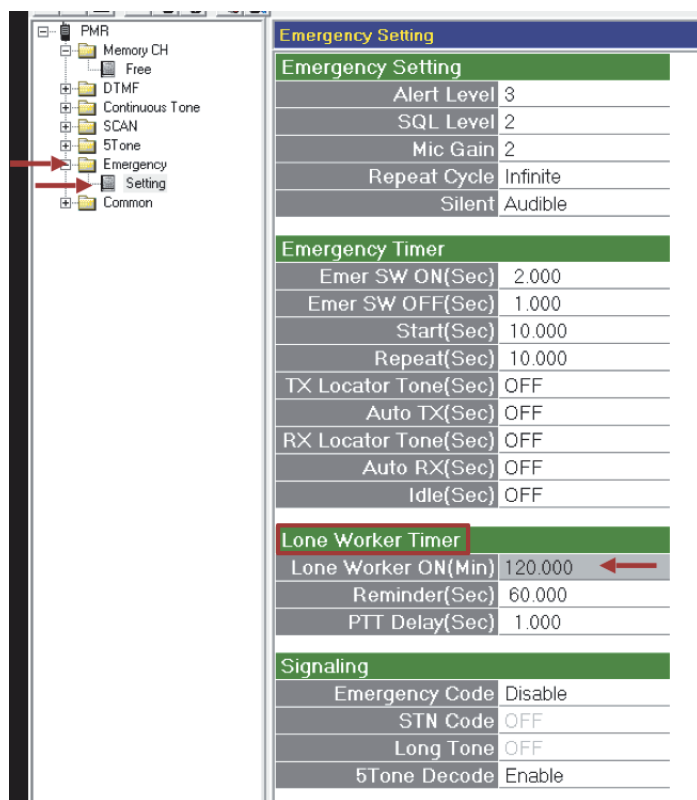 PMR
Memory CH
Free
DTMF
Continuous Tone
SCAN
5Tone
Emergency
Setting
Common
Emergency Setting
Emergency Setting
Alert Level 3
SQL Level 2
Mic Gain 2
Repeat Cycle Infinite
Silent Audible
Emergency Timer
Emer SW ON(Sec) 2.000
Emer SW OFF(Sec) 1.000
Start(Sec) 10.000
Repeat(Sec) 10.000
TX Locator Tone(Sec) OFF
Auto TX(Sec) OFF
RX Locator Tone(Sec) OFF
Auto RX(Sec) OFF
Idle(Sec) OFF
Lone Worker Timer
Lone Worker ON(Min) 120.000
Reminder(Sec) 60.000
PTT Delay(Sec) 1.000
Signaling
Emergency Code Disable
STN Code OFF
Long Tone OFF
5Tone Decode Enable